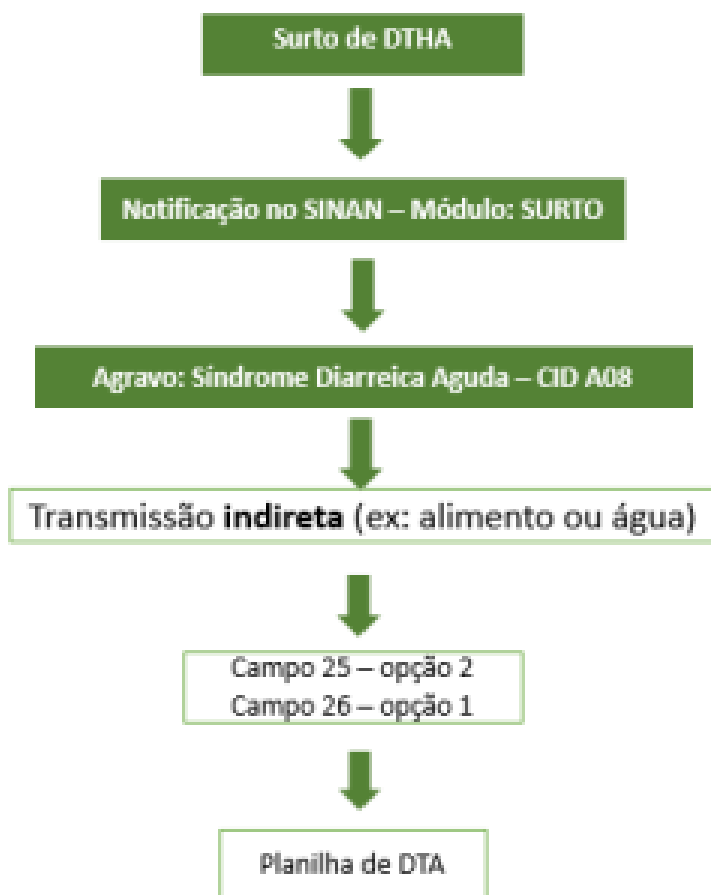 Surto de DTHA
Notificação no SINAN – Módulo: SURTO
Agravo: Síndrome Diarreica Aguda – CID A08
Transmissão indireta (ex: alimento ou água)
Campo 25 – opção 2
Campo 26 – opção 1
Planilha de DTA